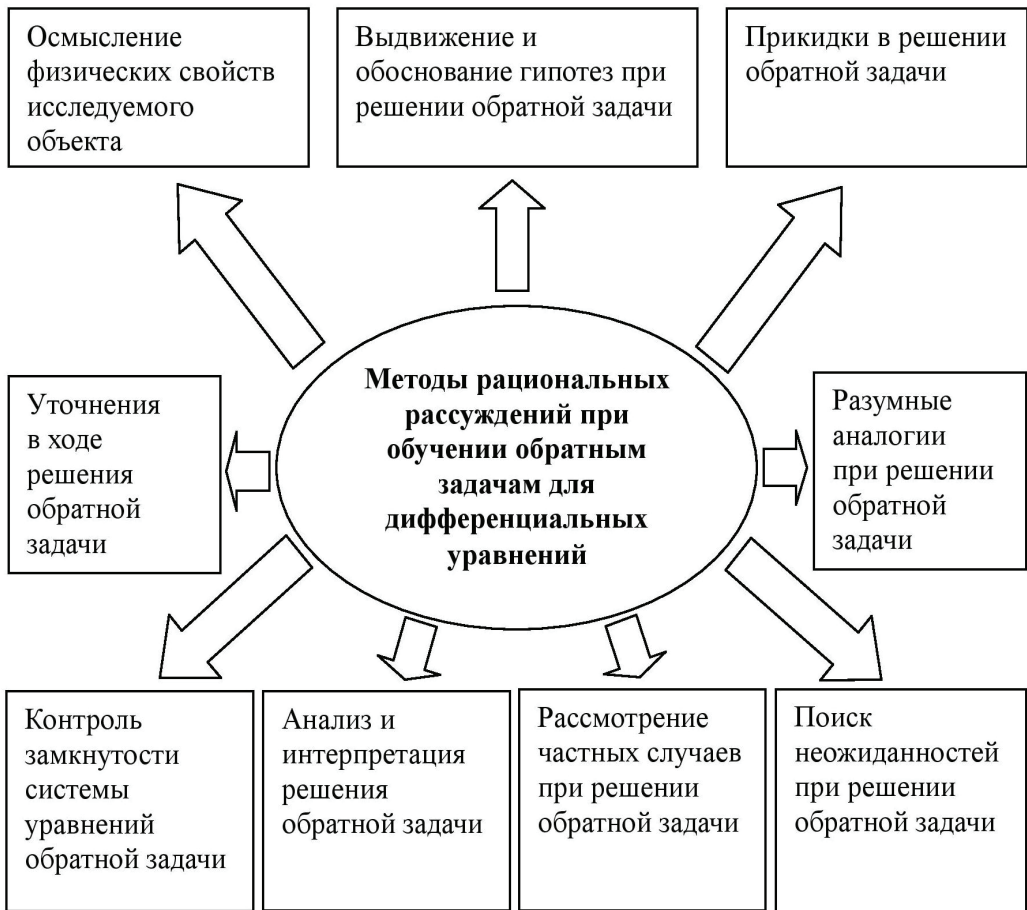 Осмысление
физических свойств
исследуемого
объекта
Выдвижение и
обоснование гипотез при
решении обратной задачи
Прикидки в решении
обратной задачи
Уточнения
в ходе
решения
обратной
задачи
Методы рациональных
рассуждений при
обучении обратным
задачам для
дифференциальных
уравнений
Разумные
аналогии
при решении
обратной
задачи
Контроль
замкнутости
системы
уравнений
обратной задачи
Анализ и
интерпретация
решения
обратной задачи
Рассмотрение
частных случаев
при решении
обратной задачи
Поиск
неожиданностей
при решении
обратной задачи